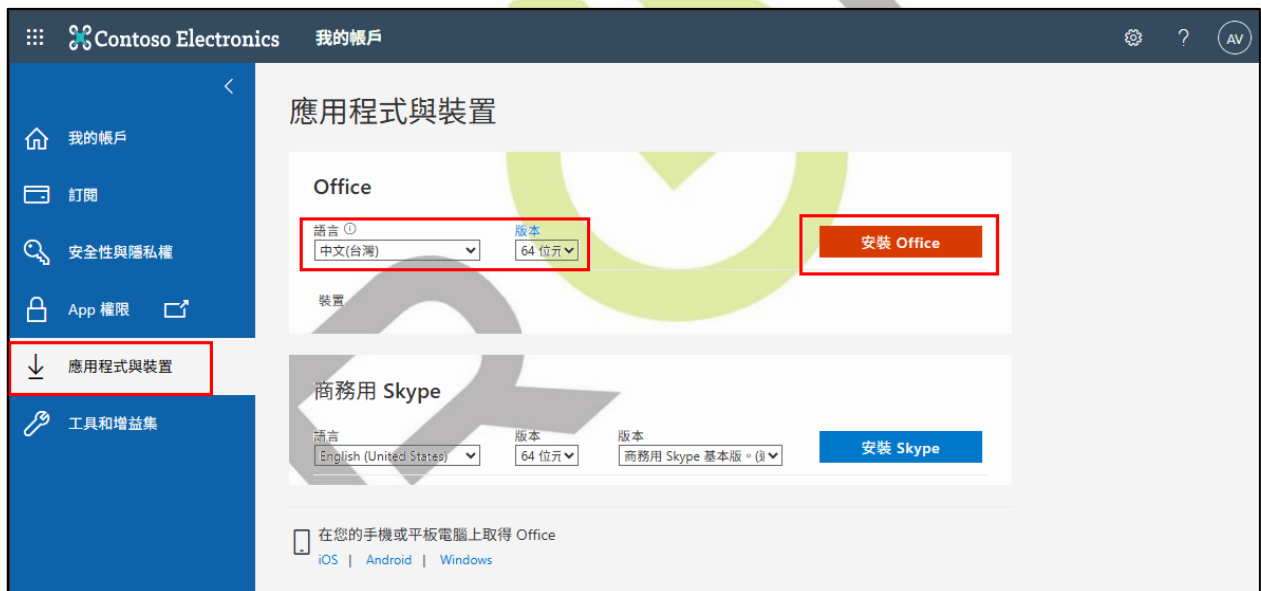 Contoso Electronics 我的帳戶 ? AV
應用程式與裝置
我的帳戶
訂閱
安全性與隱私權
App 權限
應用程式與裝置
工具和增益集
Office
語言 版本
中文(台灣) 64 位元 安裝 Office
裝置
商務用 Skype
語言 版本 版本
English (United States) 64 位元 商務用 Skype 基本版。 安裝 Skype
在您的手機或平板電腦上取得 Office
iOS | Android | Windows